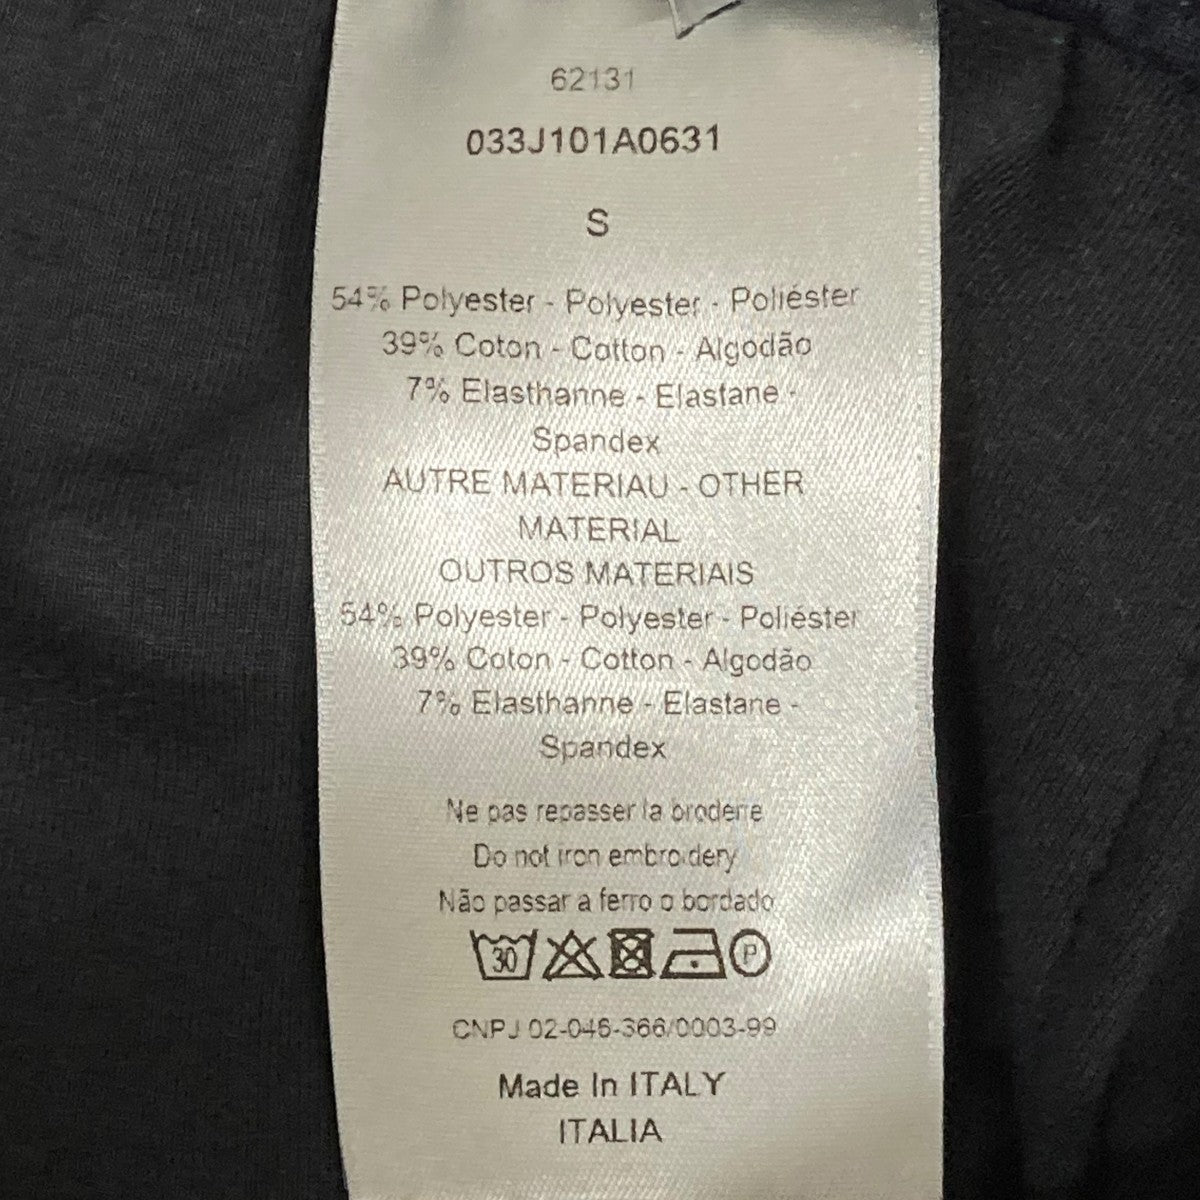 62131
033J101A0631
S
54% Polyester - Polyester - Poliéster
39% Coton - Cotton - Algodão
7% Elasthanne - Elastane -
Spandex
AUTRE MATERIAU - OTHER
MATERIAL
OUTROS MATERIAIS
54% Polyester - Polyester - Poliéster
39% Coton - Cotton - Algodão
7% Elasthanne - Elastane -
Spandex
Ne pas repasser la broderie
Do not iron embroidery
Não passar a ferro o bordado
30 P
CNPJ 02-046-366/0003-99
Made In ITALY
ITALIA